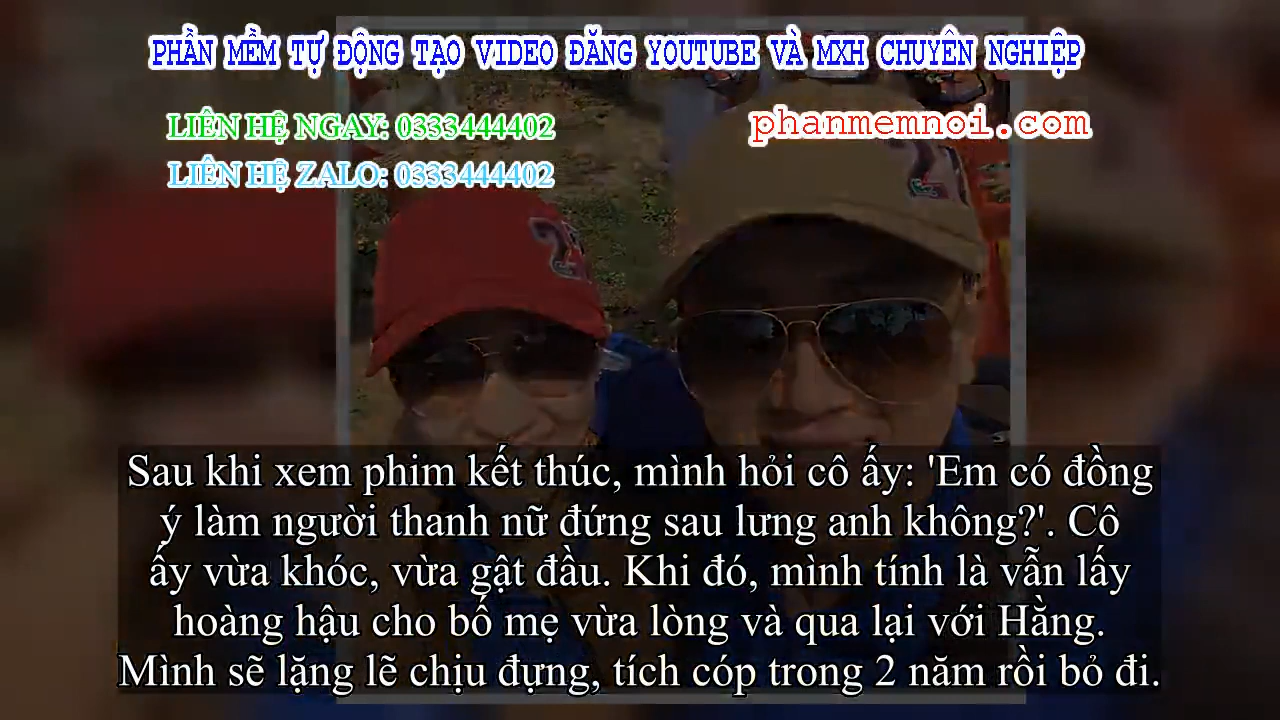 PHẦN MỀM TỰ ĐỘNG TẠO VIDEO ĐĂNG YOUTUBE VÀ MXH CHUYÊN NGHIỆP
LIÊN HỆ NGAY: 0333444402
phanmemnoi.com
LIÊN HỆ ZALO: 0333444402
Sau khi xem phim kết thúc, mình hỏi cô ấy: 'Em có đồng
ý làm người thanh nữ đứng sau lưng anh không?'. Cô
ấy vừa khóc, vừa gật đầu. Khi đó, mình tính là vẫn lấy
hoàng hậu cho bố mẹ vừa lòng và qua lại với Hằng.
Mình sẽ lặng lẽ chịu đựng, tích cóp trong 2 năm rồi bỏ đi.